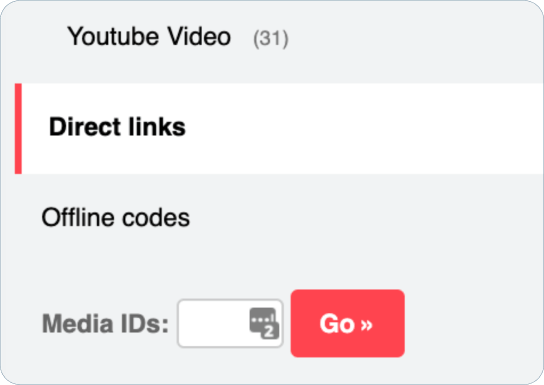 Youtube Video (31)
Direct links
Offline codes
Media IDs: 2 Go »